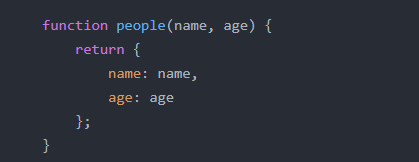 function people(name, age) {
    return {
        name: name,
        age: age
    };
}